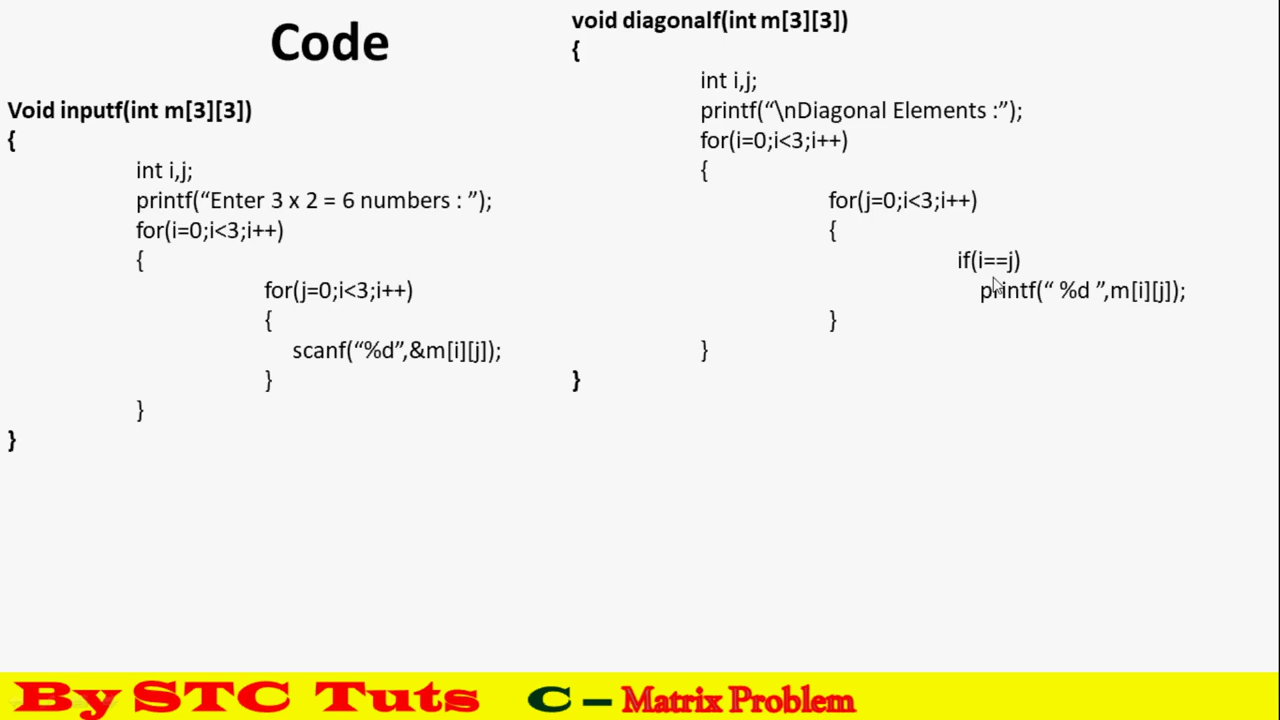 Code
Void inputf(int m[3][3])
{
int i,j;
printf(“Enter 3 x 2 = 6 numbers : ”);
for(i=0;i<3;i++)
{
for(j=0;i<3;i++)
{
scanf(“%d”,&m[i][j]);
}
}
}
void diagonalf(int m[3][3])
{
int i,j;
printf(“\nDiagonal Elements :”);
for(i=0;i<3;i++)
{
for(j=0;i<3;i++)
{
if(i==j)
printf(“ %d ”,m[i][j]);
}
}
}
By STC Tuts C – Matrix Problem